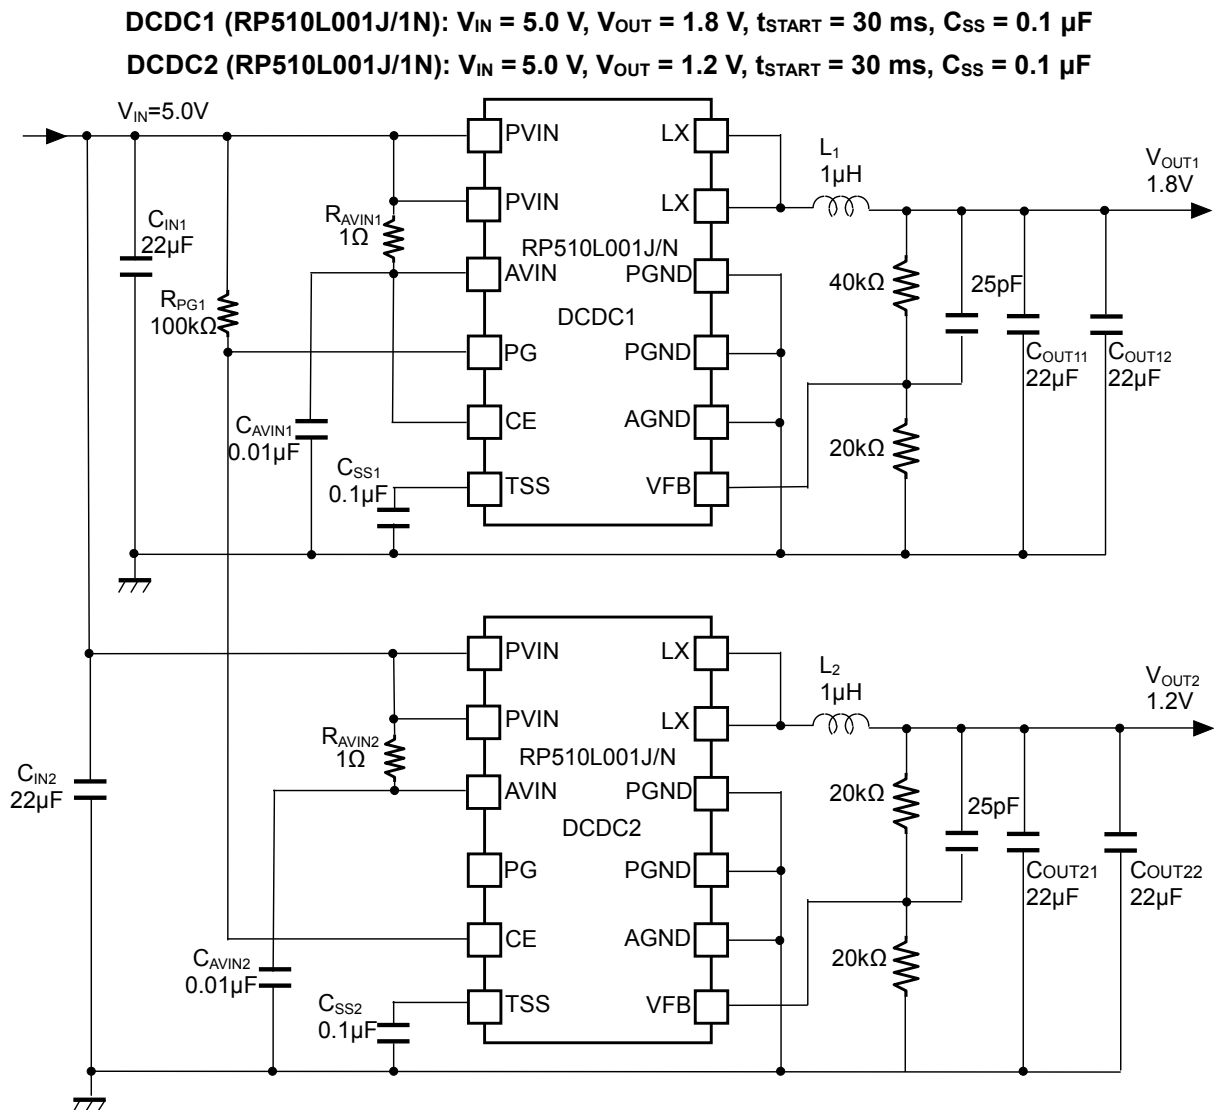 DCDC1 (RP510L001J/1N): VIN = 5.0 V, VOUT = 1.8 V, tSTART = 30 ms, CSS = 0.1 µF
DCDC2 (RP510L001J/1N): VIN = 5.0 V, VOUT = 1.2 V, tSTART = 30 ms, CSS = 0.1 µF
VIN=5.0V
PVIN
LX
L1
1µH
VOUT1
1.8V
PVIN
LX
RAVIN1
1Ω
CIN1
22µF
RP510L001J/N
AVIN
PGND
40kΩ
25pF
RPG1
100kΩ
DCDC1
PG
PGND
COUT11
22µF
COUT12
22µF
CE
AGND
CAVIN1
0.01µF
20kΩ
CSS1
0.1µF
TSS
VFB
PVIN
LX
L2
1µH
VOUT2
1.2V
PVIN
LX
RAVIN2
1Ω
RP510L001J/N
CIN2
22µF
AVIN
PGND
20kΩ
25pF
DCDC2
PG
PGND
COUT21
22µF
COUT22
22µF
CE
AGND
CAVIN2
0.01µF
20kΩ
CSS2
0.1µF
TSS
VFB